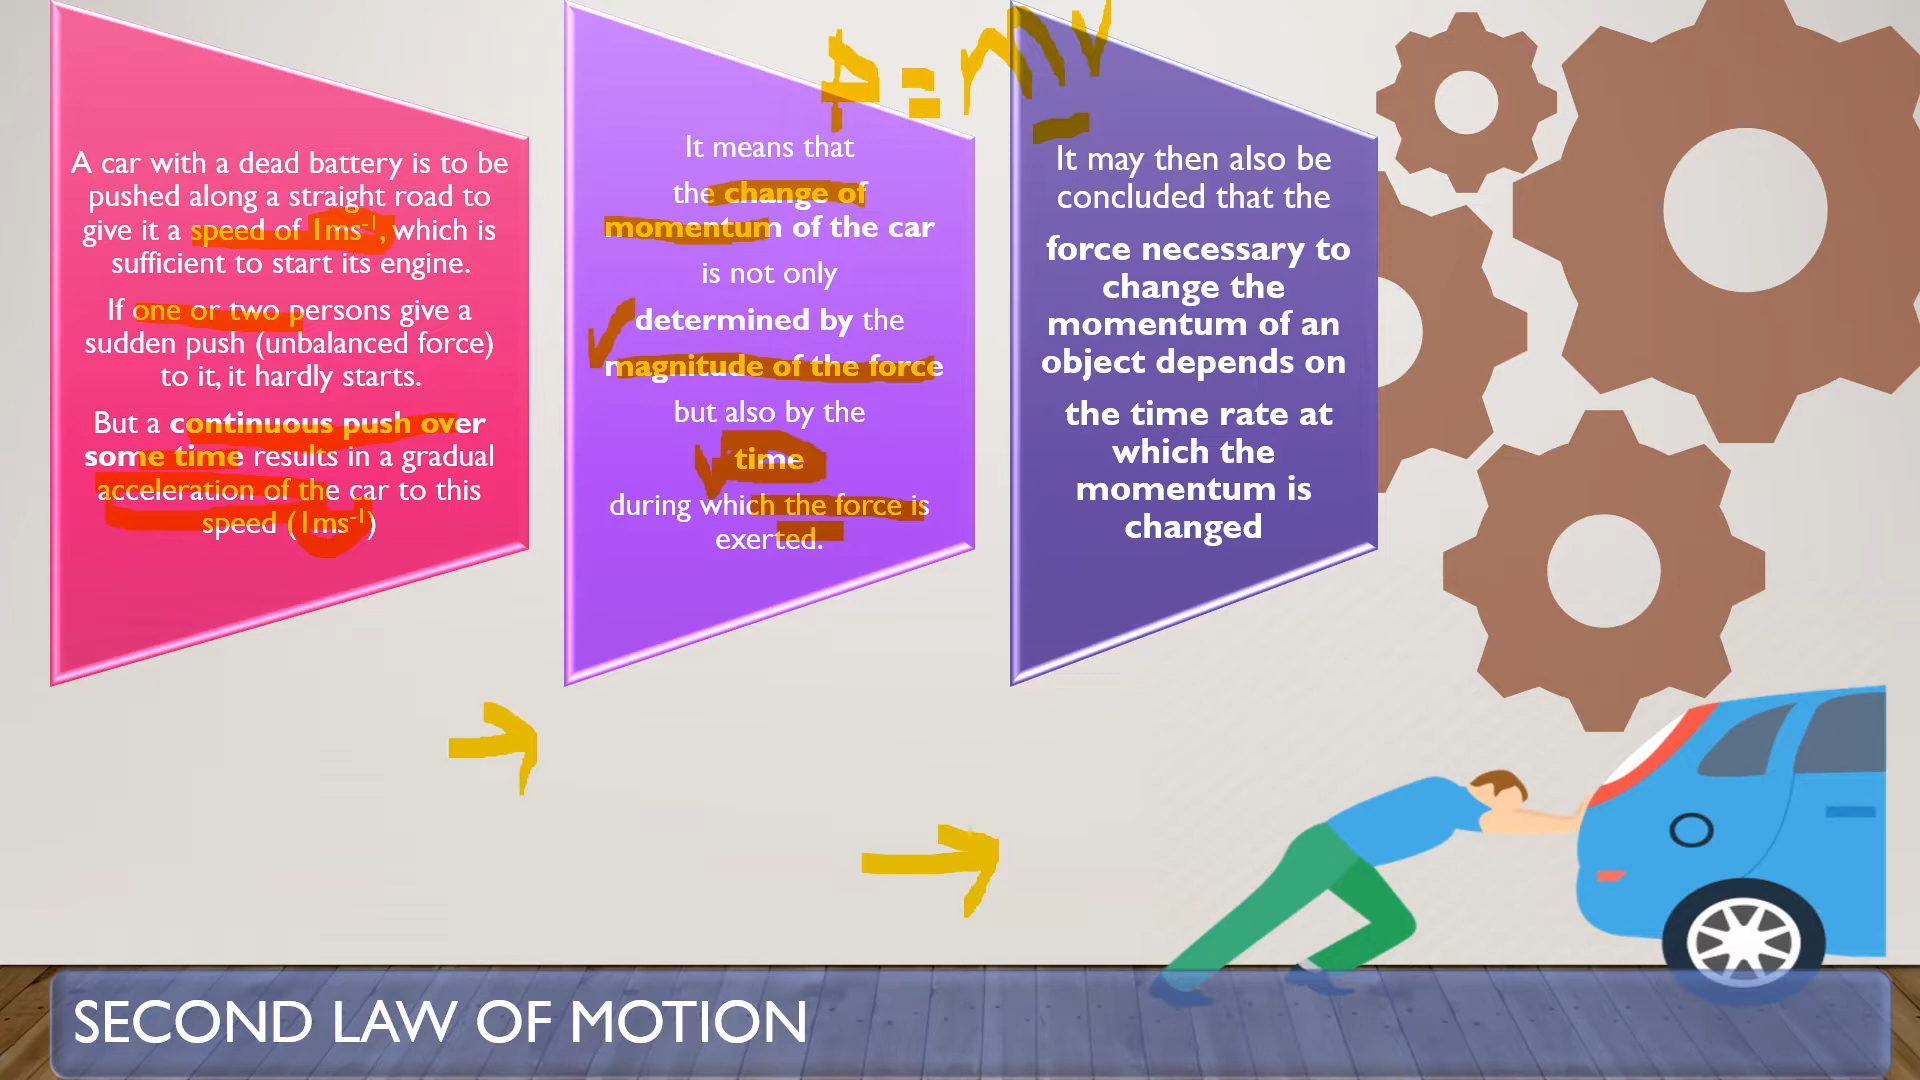 P = mv
A car with a dead battery is to be
pushed along a straight road to
give it a speed of 1ms⁻¹, which is
sufficient to start its engine.
If one or two persons give a
sudden push (unbalanced force)
to it, it hardly starts.
But a continuous push over
some time results in a gradual
acceleration of the car to this
speed (1ms⁻¹)
It means that
the change of
momentum of the car
is not only
determined by the
magnitude of the force
but also by the
time
during which the force is
exerted.
It may then also be
concluded that the
force necessary to
change the
momentum of an
object depends on
the time rate at
which the
momentum is
changed
SECOND LAW OF MOTION